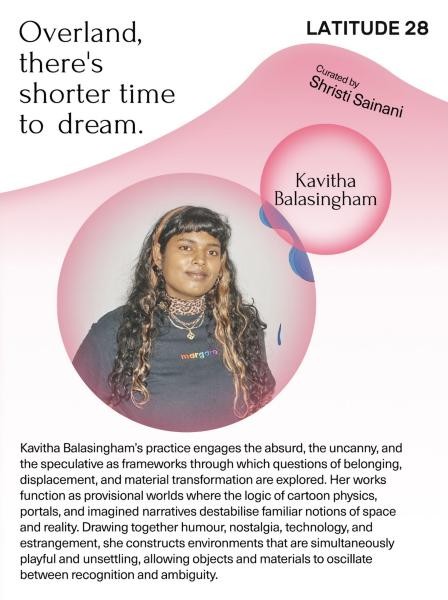 Overland,
there's
shorter time
to dream.
LATITUDE 28
Curated by
Shristi Sainani
Kavitha
Balasingham
Kavitha Balasingham's practice engages the absurd, the uncanny, and
the speculative as frameworks through which questions of belonging,
displacement, and material transformation are explored. Her works
function as provisional worlds where the logic of cartoon physics,
portals, and imagined narratives destabilise familiar notions of space
and reality. Drawing together humour, nostalgia, technology, and
estrangement, she constructs environments that are simultaneously
playful and unsettling, allowing objects and materials to oscillate
between recognition and ambiguity.